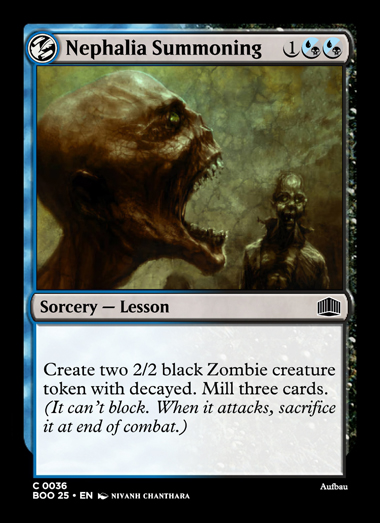 Nephalia Summoning 1
Sorcery — Lesson
Create two 2/2 black Zombie creature
token with decayed. Mill three cards.
(It can't block. When it attacks, sacrifice
it at end of combat.)
C 0036
Aufbau
BOO 25 • EN NIVANH CHANTHARA